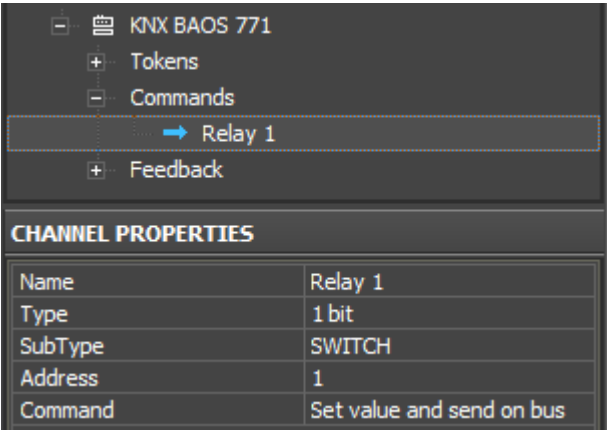 KNX BAOS 771
Tokens
Commands
Relay 1
Feedback
CHANNEL PROPERTIES
Name Relay 1
Type 1 bit
SubType SWITCH
Address 1
Command Set value and send on bus